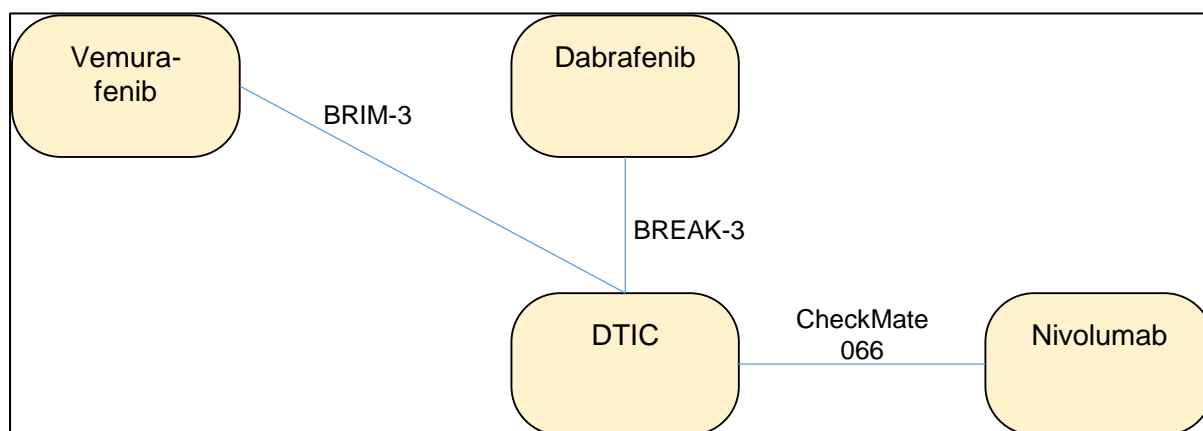 Vemura-
fenib
Dabrafenib
BRIM-3
BREAK-3
DTIC
CheckMate
066
Nivolumab